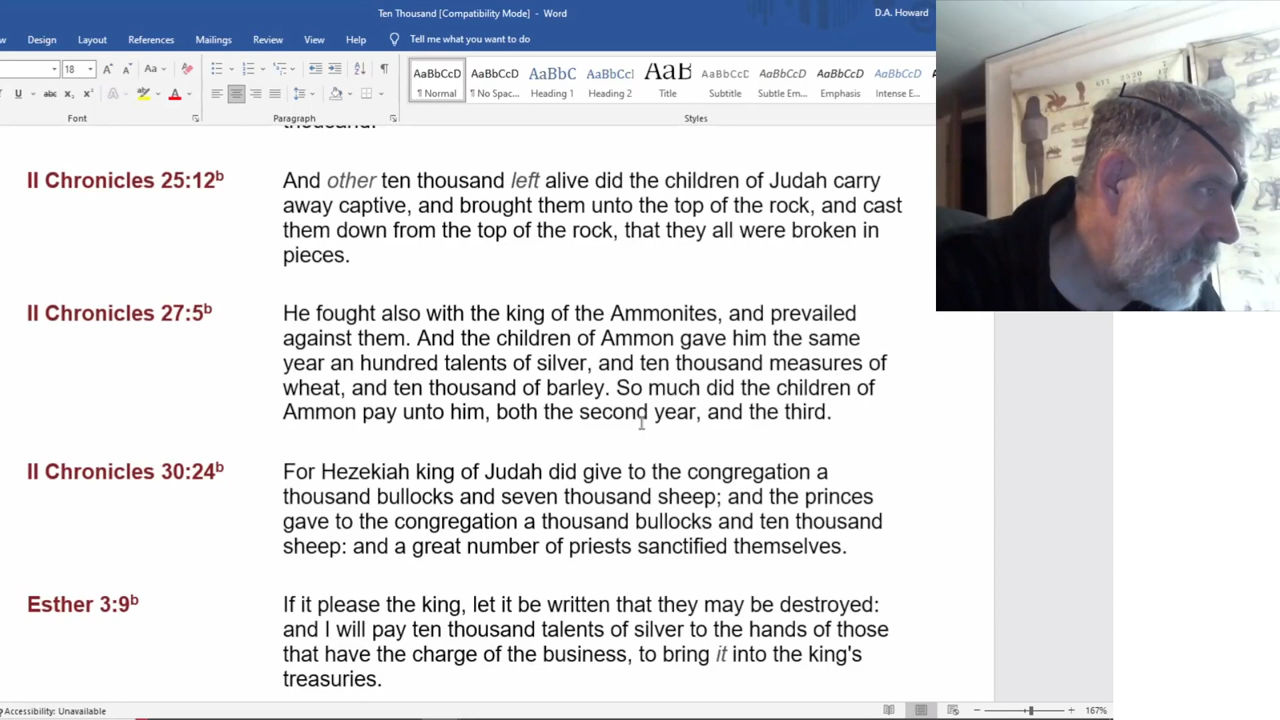 Ten Thousand [Compatibility Mode] - Word
D.A. Howard
Design
Layout
References
Mailings
Review
View
Help
Tell me what you want to do
18
Aa
AaBbCcD
¶ Normal
AaBbCcD
¶ No Spac...
AaBbC
Heading 1
AaBbCcl
Heading 2
AaB
Title
AaBbCcD
Subtitle
AaBbCcD
Subtle Em...
AaBbCcD
Emphasis
AaBbCcD
Intense E...
Font
Paragraph
Styles
II Chronicles 25:12b
And other ten thousand left alive did the children of Judah carry
away captive, and brought them unto the top of the rock, and cast
them down from the top of the rock, that they all were broken in
pieces.
II Chronicles 27:5b
He fought also with the king of the Ammonites, and prevailed
against them. And the children of Ammon gave him the same
year an hundred talents of silver, and ten thousand measures of
wheat, and ten thousand of barley. So much did the children of
Ammon pay unto him, both the second year, and the third.
II Chronicles 30:24b
For Hezekiah king of Judah did give to the congregation a
thousand bullocks and seven thousand sheep; and the princes
gave to the congregation a thousand bullocks and ten thousand
sheep: and a great number of priests sanctified themselves.
Esther 3:9b
If it please the king, let it be written that they may be destroyed:
and I will pay ten thousand talents of silver to the hands of those
that have the charge of the business, to bring it into the king's
treasuries.
Accessibility: Unavailable
167%